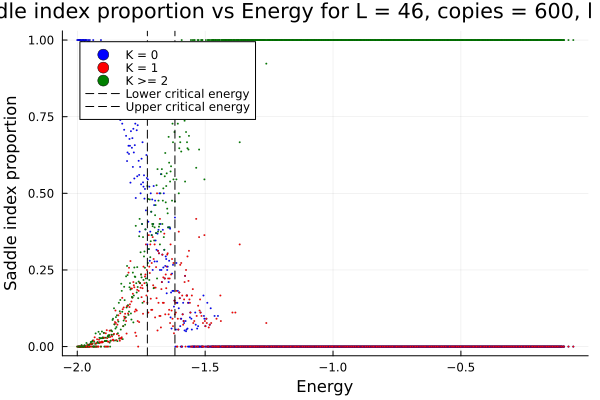 dle index proportion vs Energy for L = 46, copies = 600,
K = 0
K = 1
K >= 2
Lower critical energy
Upper critical energy
Saddle index proportion
1.00
0.75
0.50
0.25
0.00
−2.0
−1.5
−1.0
−0.5
Energy